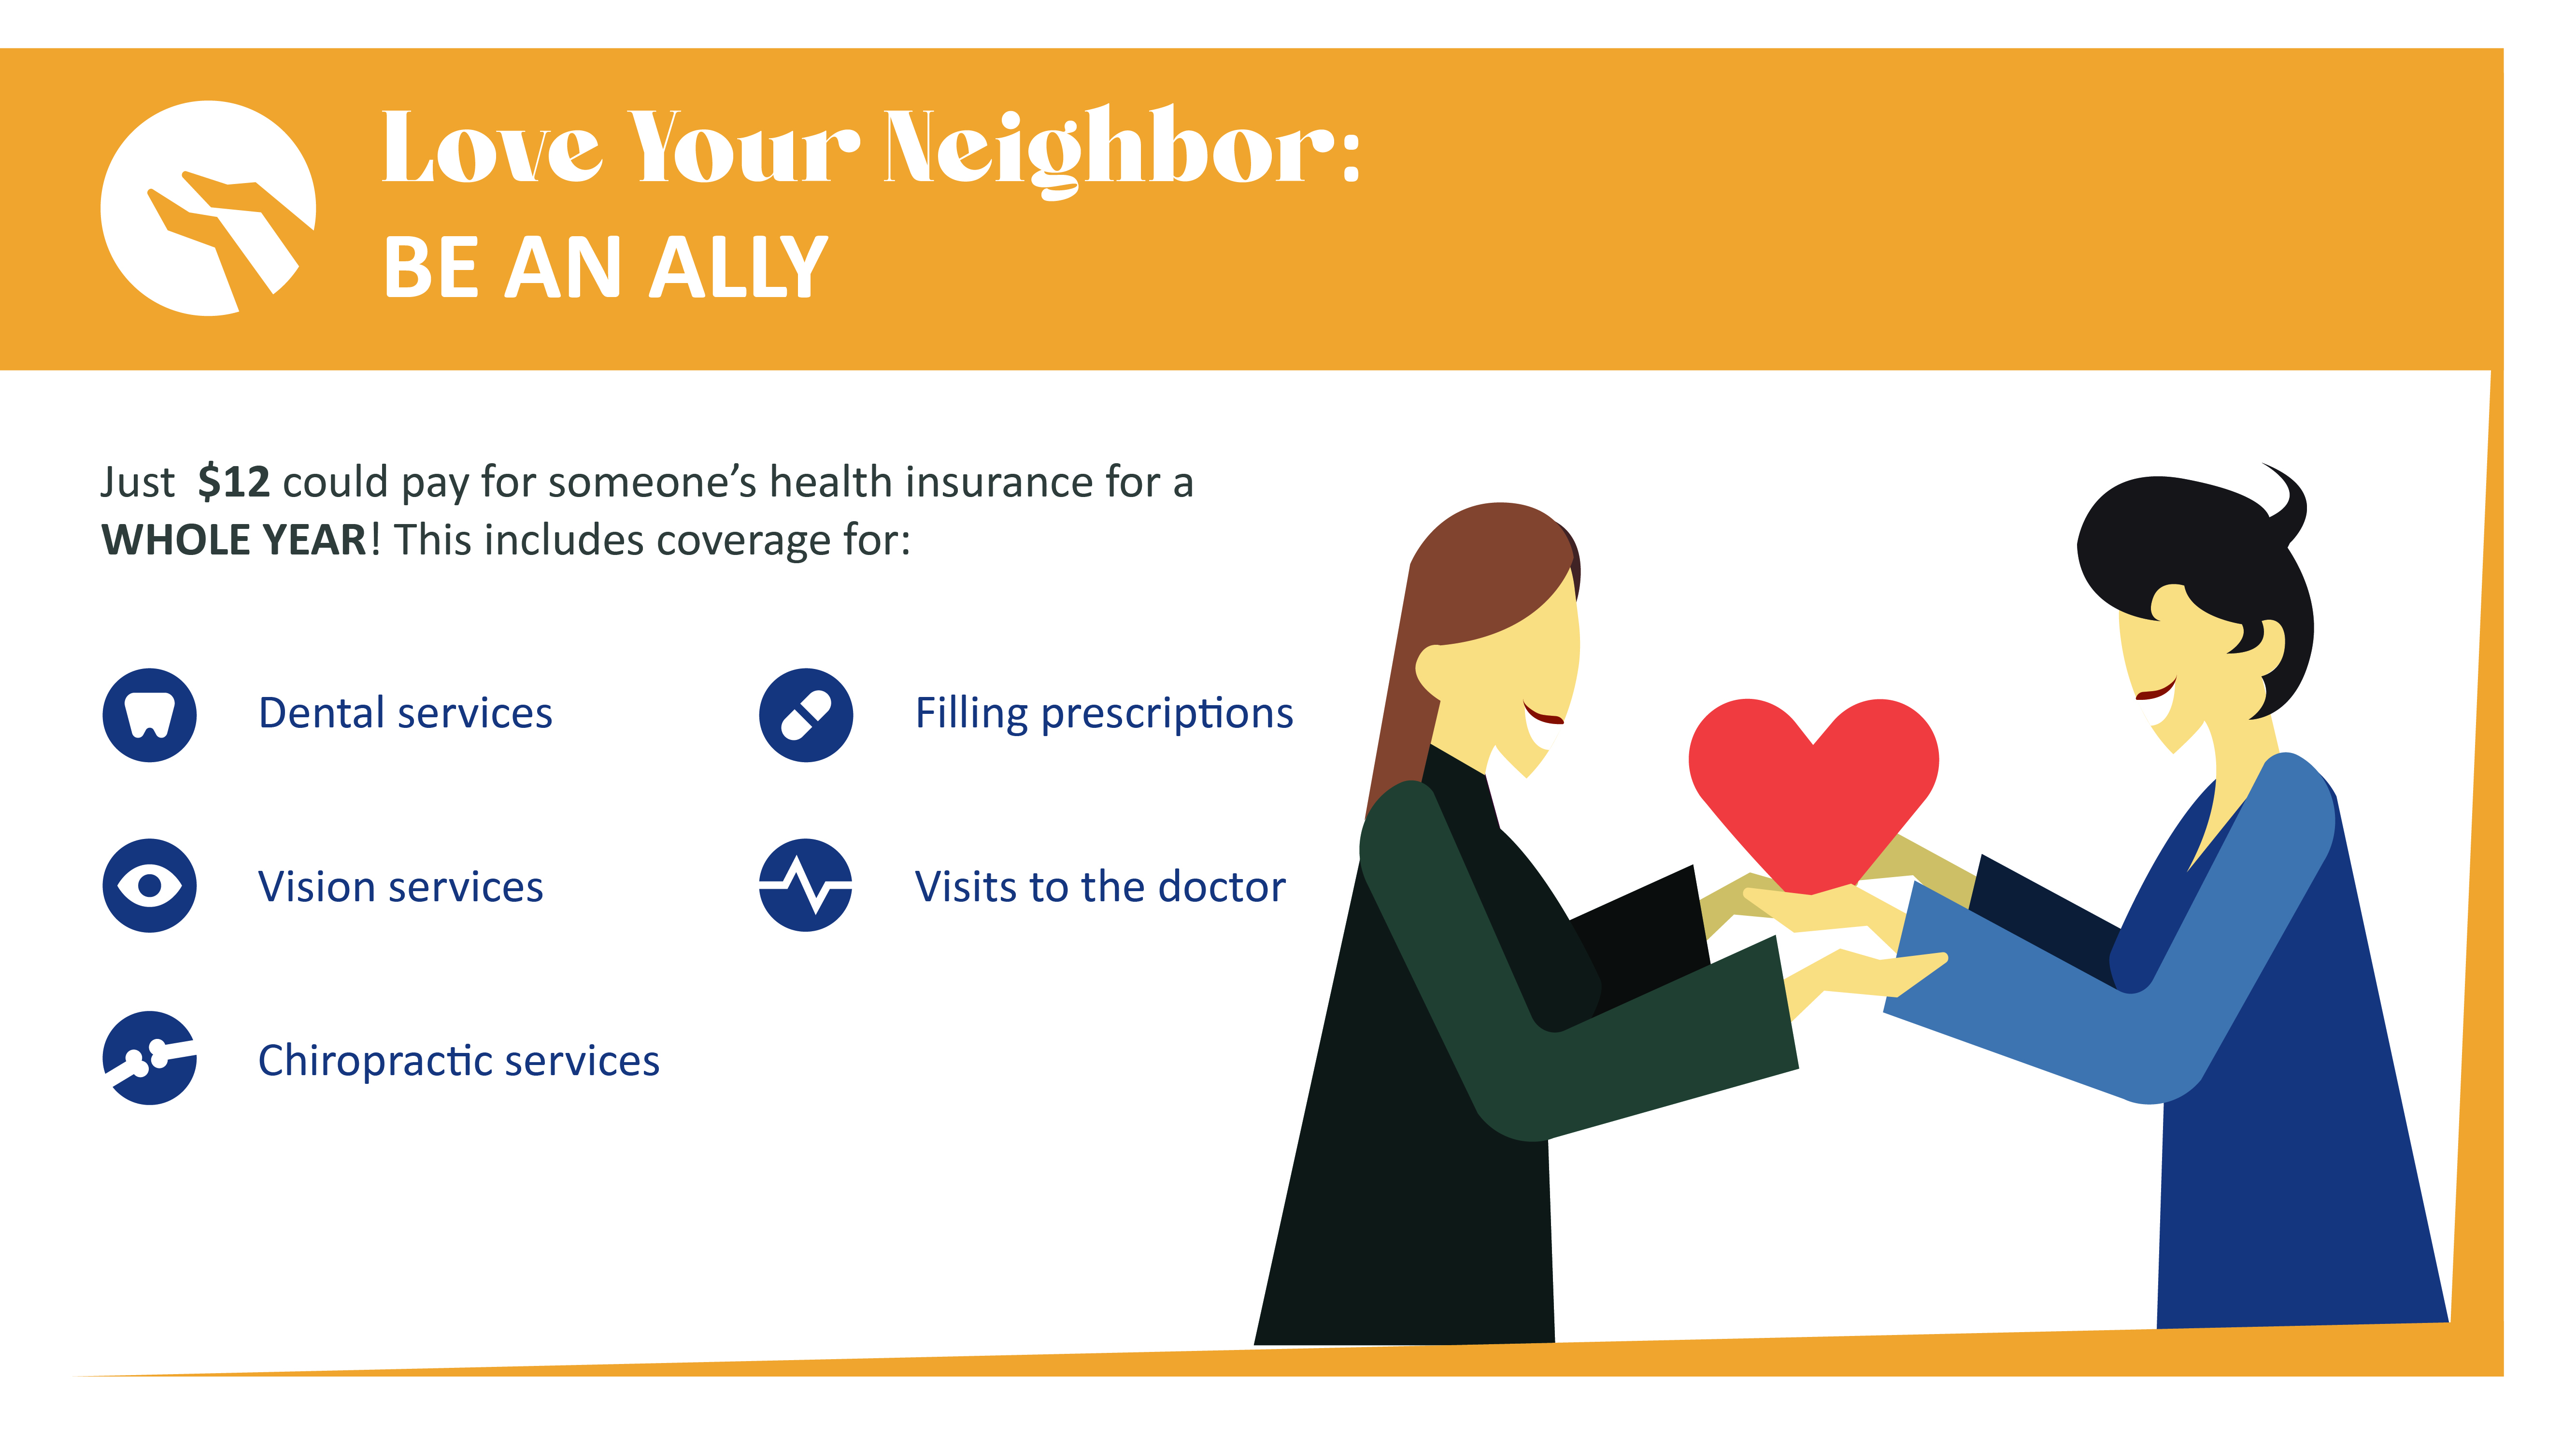 Love Your Neighbor:
BE AN ALLY
Just $12 could pay for someone’s health insurance for a
WHOLE YEAR! This includes coverage for:
Dental services
Vision services
Chiropractic services
Filling prescriptions
Visits to the doctor